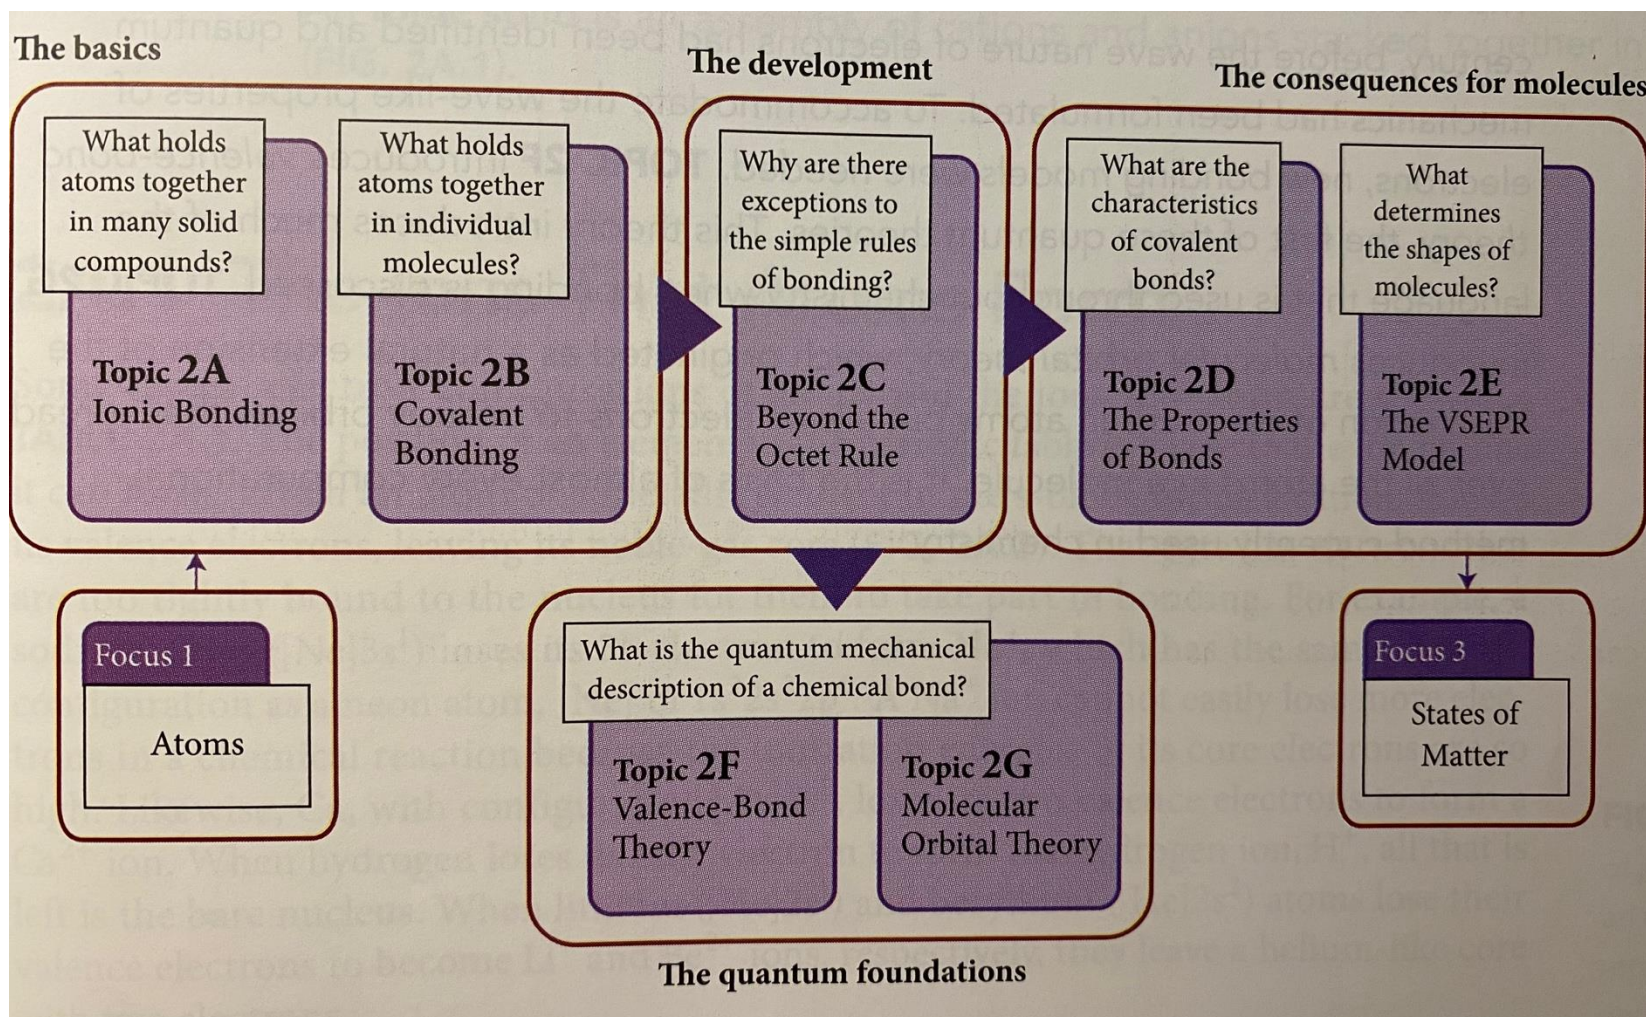 The basics
What holds
atoms together
in many solid
compounds?
Topic 2A
Ionic Bonding
What holds
atoms together
in individual
molecules?
Topic 2B
Covalent
Bonding
The development
Why are there
exceptions to
the simple rules
of bonding?
Topic 2C
Beyond the
Octet Rule
The consequences for molecules
What are the
characteristics
of covalent
bonds?
Topic 2D
The Properties
of Bonds
What
determines
the shapes of
molecules?
Topic 2E
The VSEPR
Model
Focus 1
Atoms
What is the quantum mechanical
description of a chemical bond?
Topic 2F
Valence-Bond
Theory
Topic 2G
Molecular
Orbital Theory
The quantum foundations
Focus 3
States of
Matter